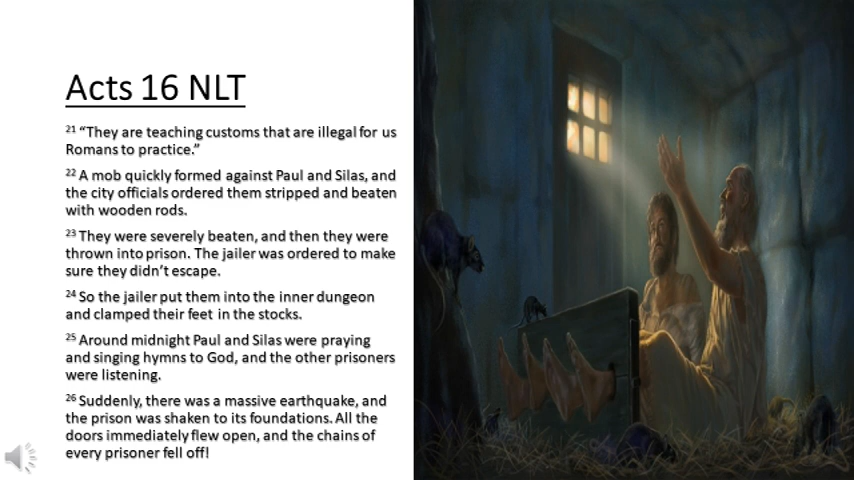 Acts 16 NLT
21 “They are teaching customs that are illegal for us
Romans to practice.”
22 A mob quickly formed against Paul and Silas, and
the city officials ordered them stripped and beaten
with wooden rods.
23 They were severely beaten, and then they were
thrown into prison. The jailer was ordered to make
sure they didn’t escape.
24 So the jailer put them into the inner dungeon
and clamped their feet in the stocks.
25 Around midnight Paul and Silas were praying
and singing hymns to God, and the other prisoners
were listening.
26 Suddenly, there was a massive earthquake, and
the prison was shaken to its foundations. All the
doors immediately flew open, and the chains of
every prisoner fell off!